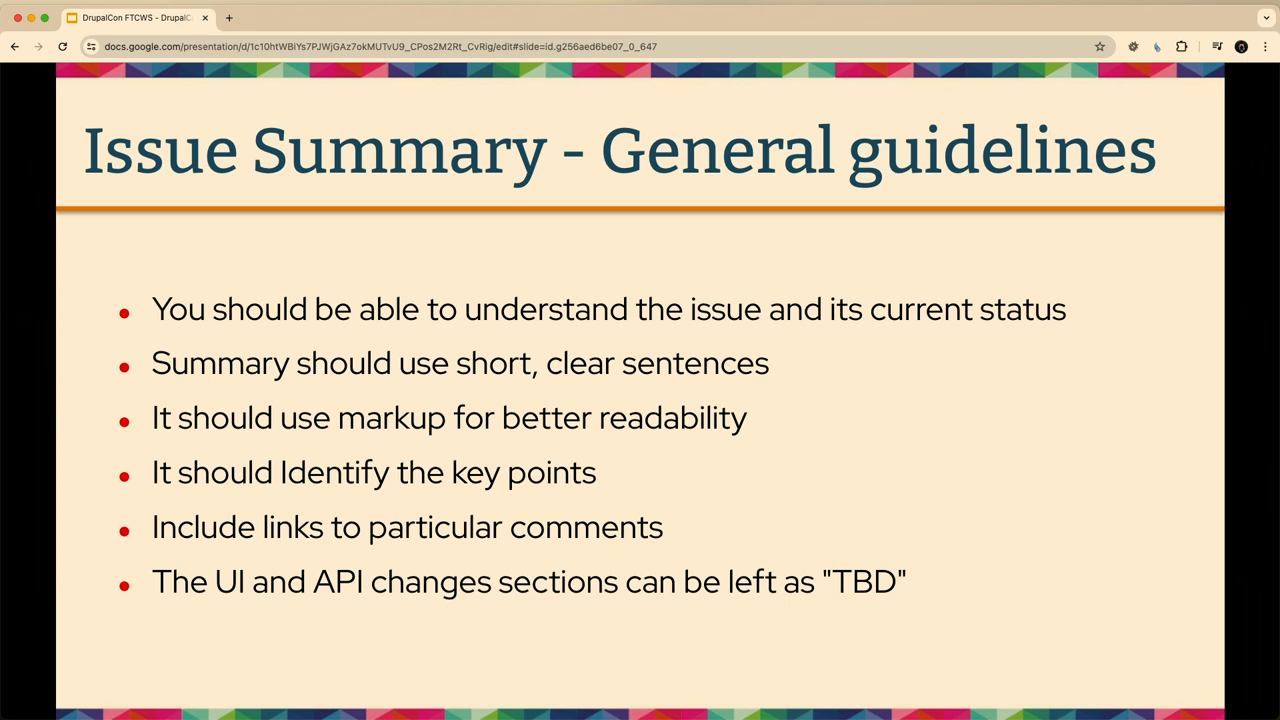 DrupalCon FTCWS - DrupalC
docs.google.com/presentation/d/1c10htWBiYs7PJWjGAz7okMUTvU9_CPos2M2Rt_CvRig/edit#slide=id.g256aed6be07_0_647
Issue Summary - General guidelines
You should be able to understand the issue and its current status
Summary should use short, clear sentences
It should use markup for better readability
It should Identify the key points
Include links to particular comments
The UI and API changes sections can be left as "TBD"